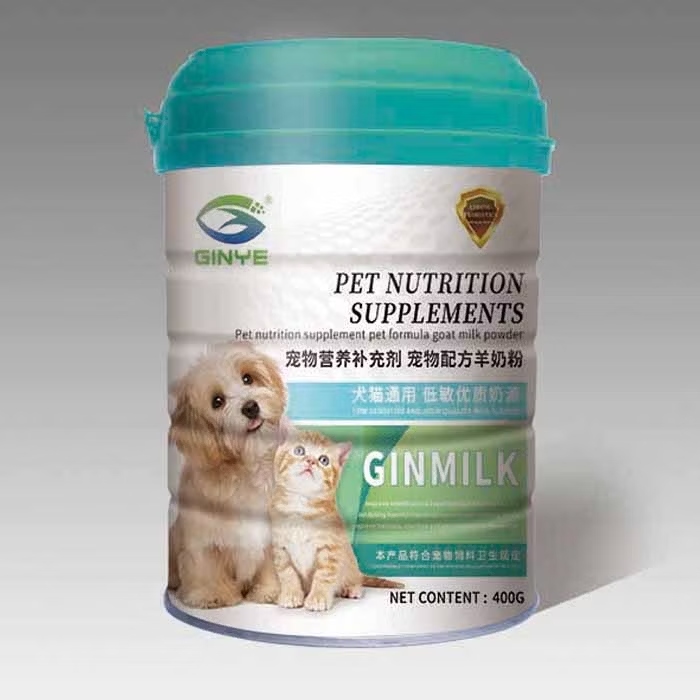 GINYE
PET NUTRITION
SUPPLEMENTS
Pet nutrition supplement pet formula goat milk powder
宠物营养补充剂 宠物配方羊奶粉
犬猫通用 低敏优质奶源
GINMILK
本产品符合宠物饲料卫生规定
NET CONTENT : 400G